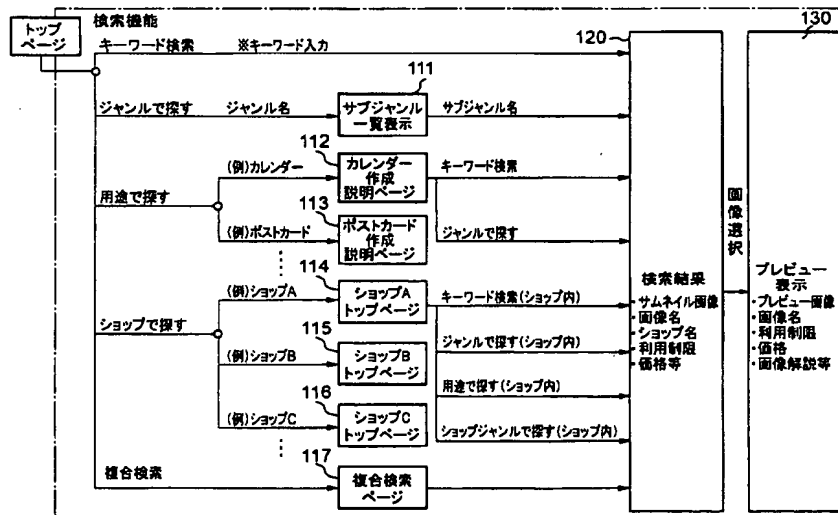 検索機能
トップ
ページ
キーワード検索 ※キーワード入力
120
130
111
ジャンルで探す ジャンル名
サブジャンル
一覧表示
サブジャンル名
112
(例)カレンダー
カレンダー
作成
説明ページ
キーワード検索
用途で探す
113
(例)ポストカード
ポストカード
作成
説明ページ
ジャンルで探す
画像選択
114
(例)ショップA
ショップA
トップページ
キーワード検索(ショップ内)
ショップで探す
115
(例)ショップB
ショップB
トップページ
ジャンルで探す(ショップ内)
用途で探す(ショップ内)
116
(例)ショップC
ショップC
トップページ
ショップジャンルで探す(ショップ内)
117
複合検索
複合検索
ページ
検索結果
・サムネイル画像
・画像名
・ショップ名
・利用制限
・価格等
プレビュー
表示
・プレビュー画像
・画像名
・利用制限
・価格
・画像解説等